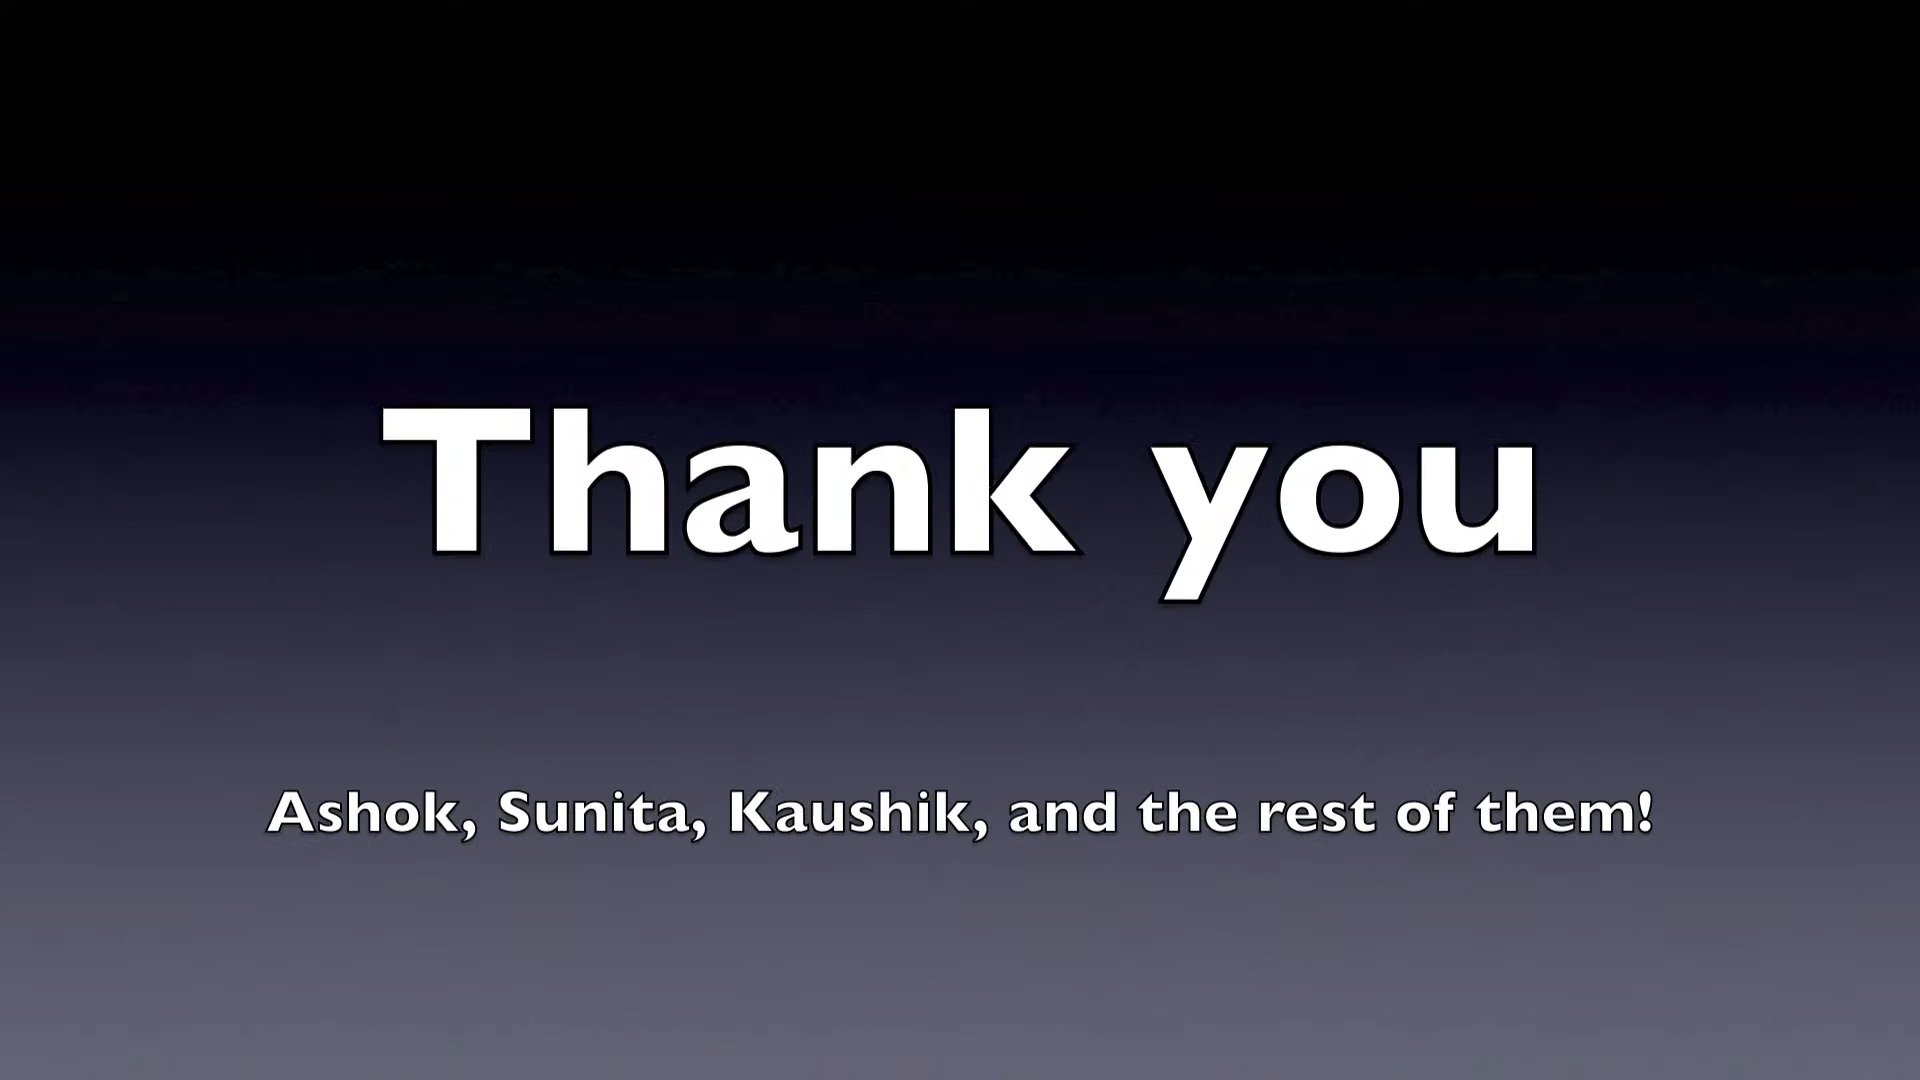 Thank you
Ashok, Sunita, Kaushik, and the rest of them!